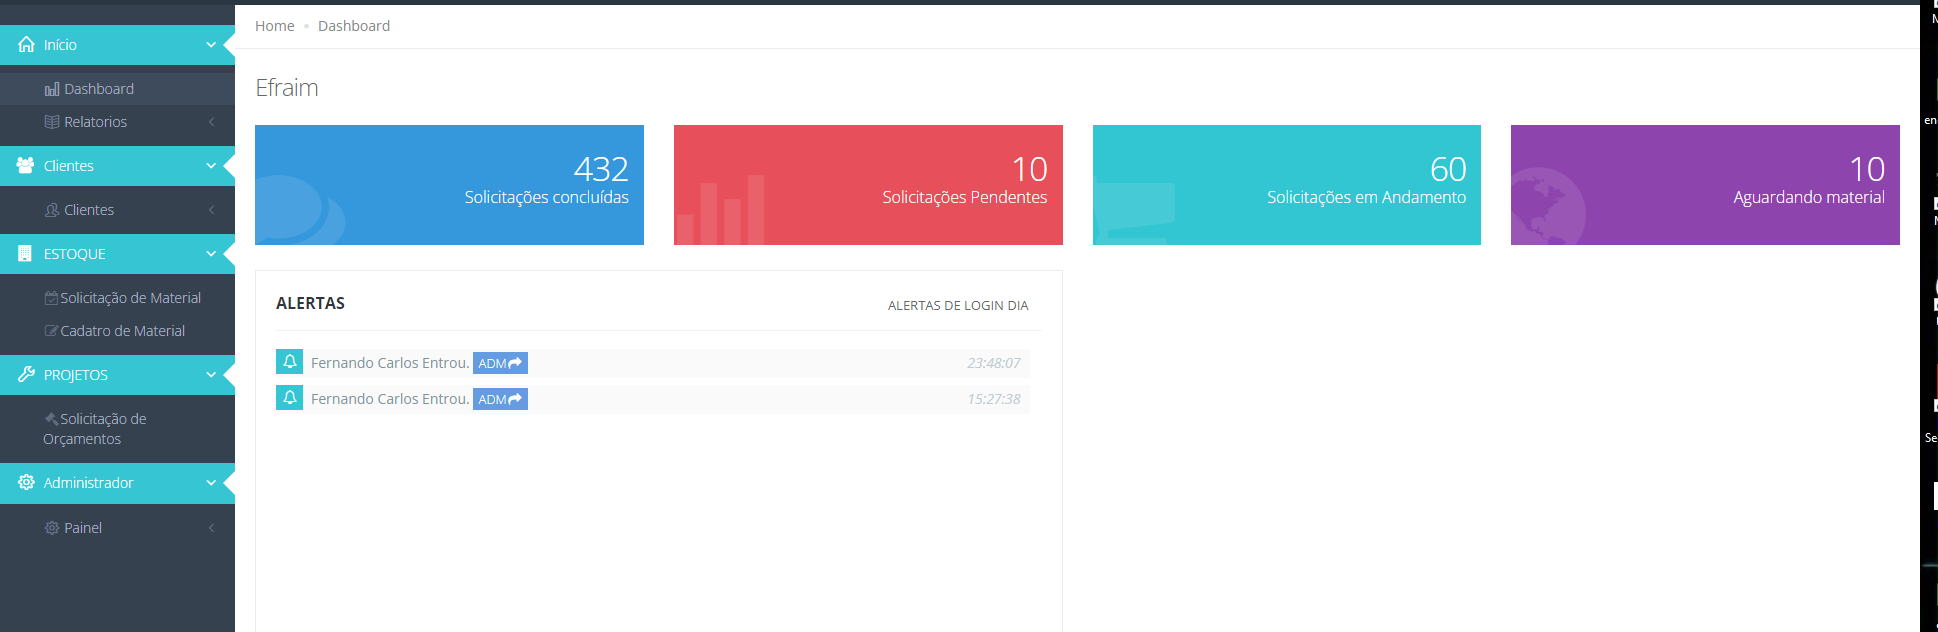 Início
Dashboard
Relatorios
Clientes
Clientes
ESTOQUE
Solicitação de Material
Cadatro de Material
PROJETOS
Solicitação de
Orçamentos
Administrador
Painel
Home • Dashboard
Efraim
432
Solicitações concluídas
10
Solicitações Pendentes
60
Solicitações em Andamento
10
Aguardando material
ALERTAS
ALERTAS DE LOGIN DIA
Fernando Carlos Entrou. ADM 23:48:07
Fernando Carlos Entrou. ADM 15:27:38
en
Se